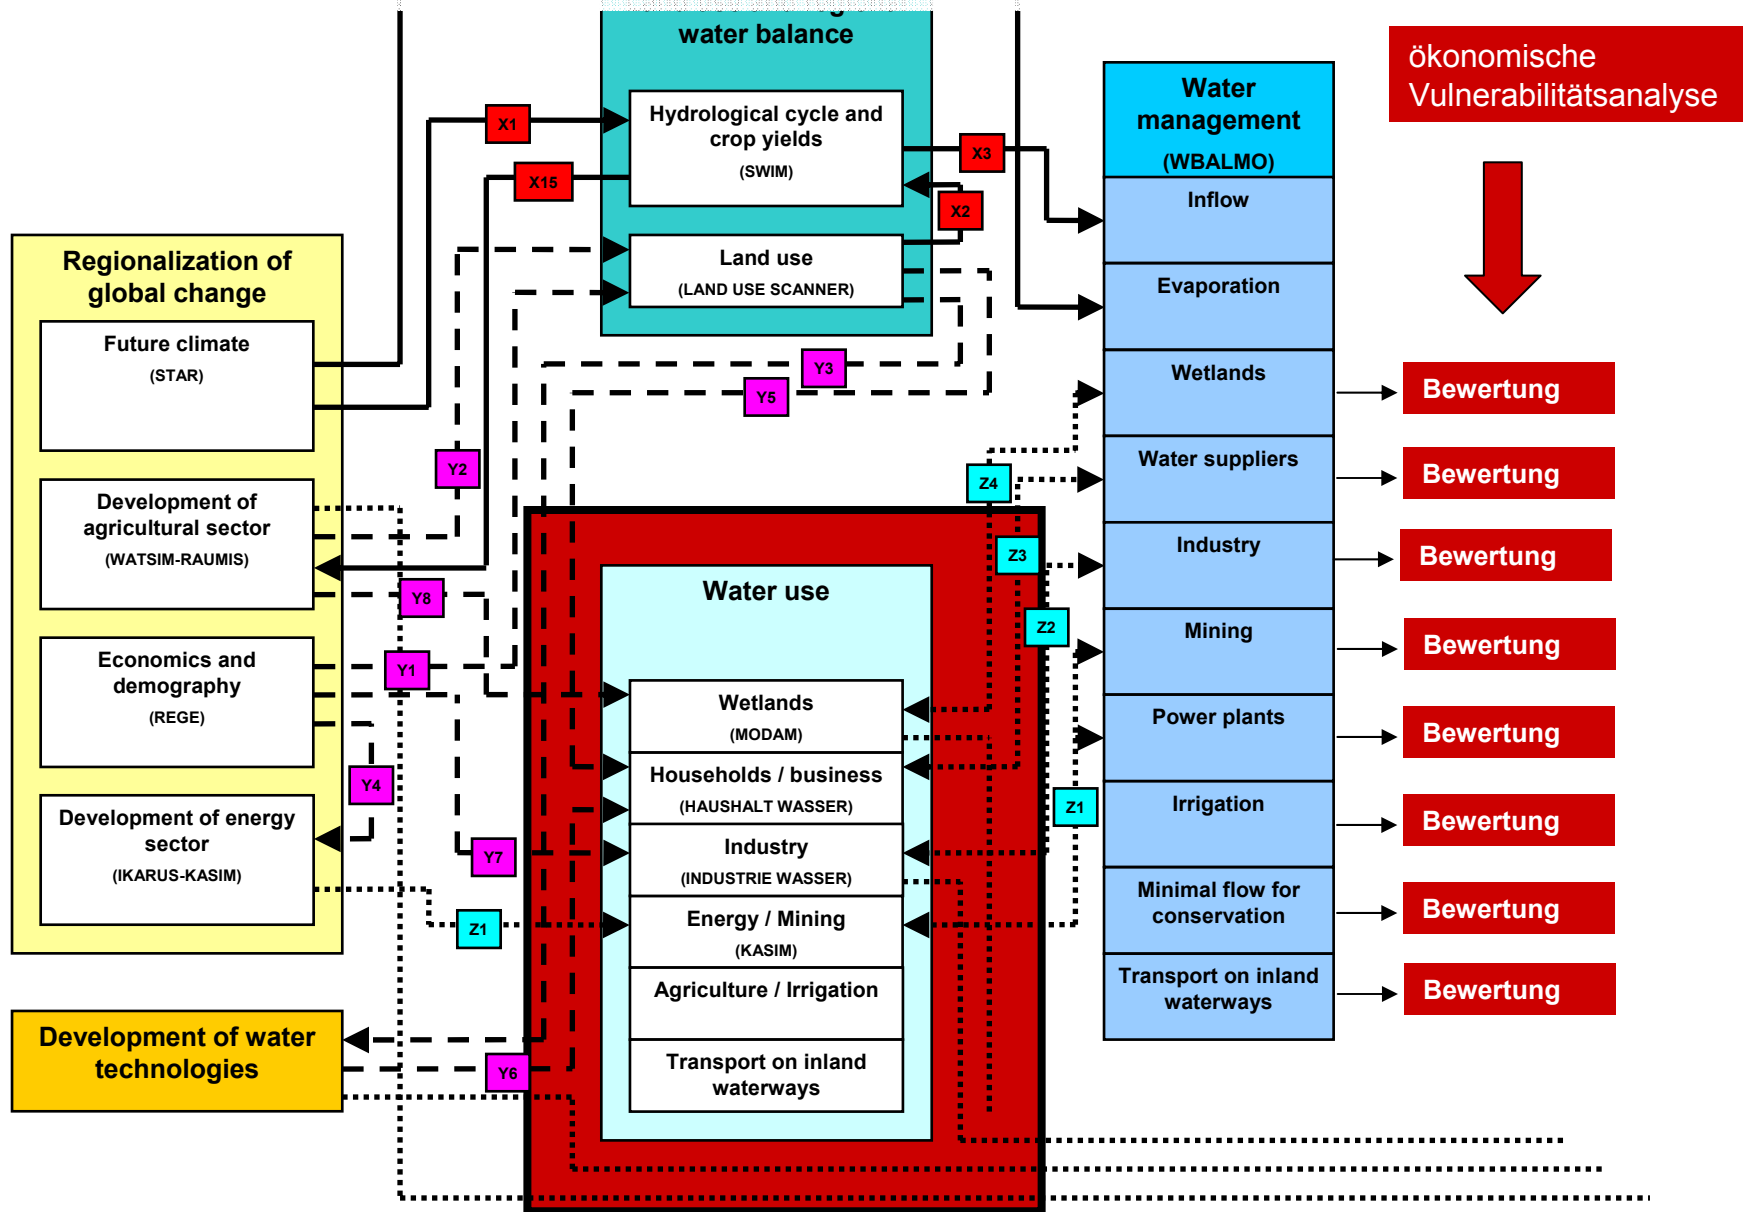 water balance
Hydrological cycle and
crop yields
(SWIM)
Land use
(LAND USE SCANNER)
X1
X15
X3
X2
Water
management
(WBALMO)
Inflow
Evaporation
Wetlands
Water suppliers
Industry
Mining
Power plants
Irrigation
Minimal flow for
conservation
Transport on inland
waterways
ökonomische
Vulnerabilitätsanalyse
Bewertung
Bewertung
Bewertung
Bewertung
Bewertung
Bewertung
Bewertung
Bewertung
Regionalization of
global change
Future climate
(STAR)
Development of
agricultural sector
(WATSIM-RAUMIS)
Economics and
demography
(REGE)
Development of energy
sector
(IKARUS-KASIM)
Development of water
technologies
Y3
Y5
Y2
Y8
Y1
Y4
Y7
Z1
Y6
Z4
Z3
Z2
Z1
Water use
Wetlands
(MODAM)
Households / business
(HAUSHALT WASSER)
Industry
(INDUSTRIE WASSER)
Energy / Mining
(KASIM)
Agriculture / Irrigation
Transport on inland
waterways